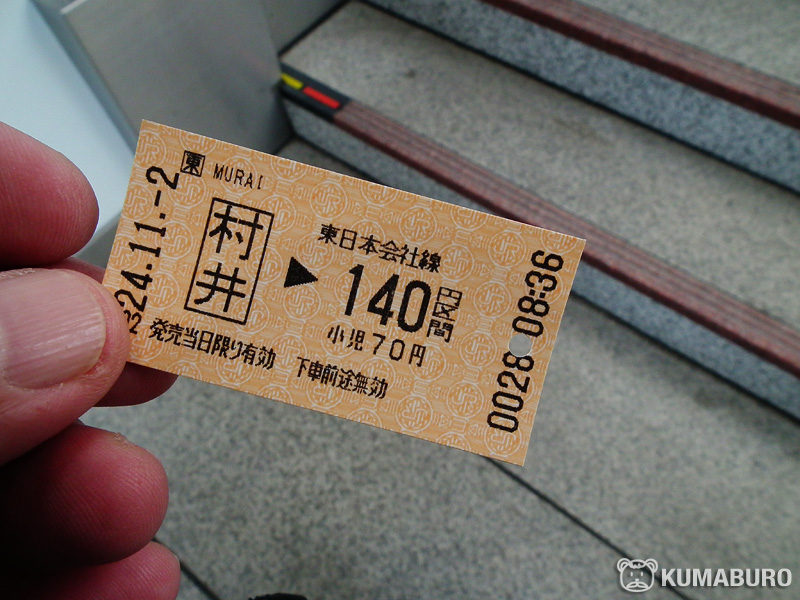 東 MURAI
村井
東日本会社線
▶ 140円区間
小児70円
24.11.-2
発売当日限り有効 下車前途無効
0028 08:36
KUMABURO